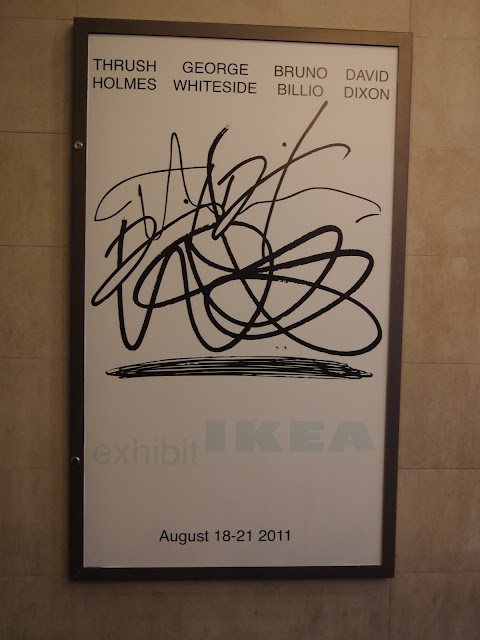 THRUSH GEORGE BRUNO DAVID
HOLMES WHITESIDE BILLIO DIXON
exhibit IKEA
August 18-21 2011